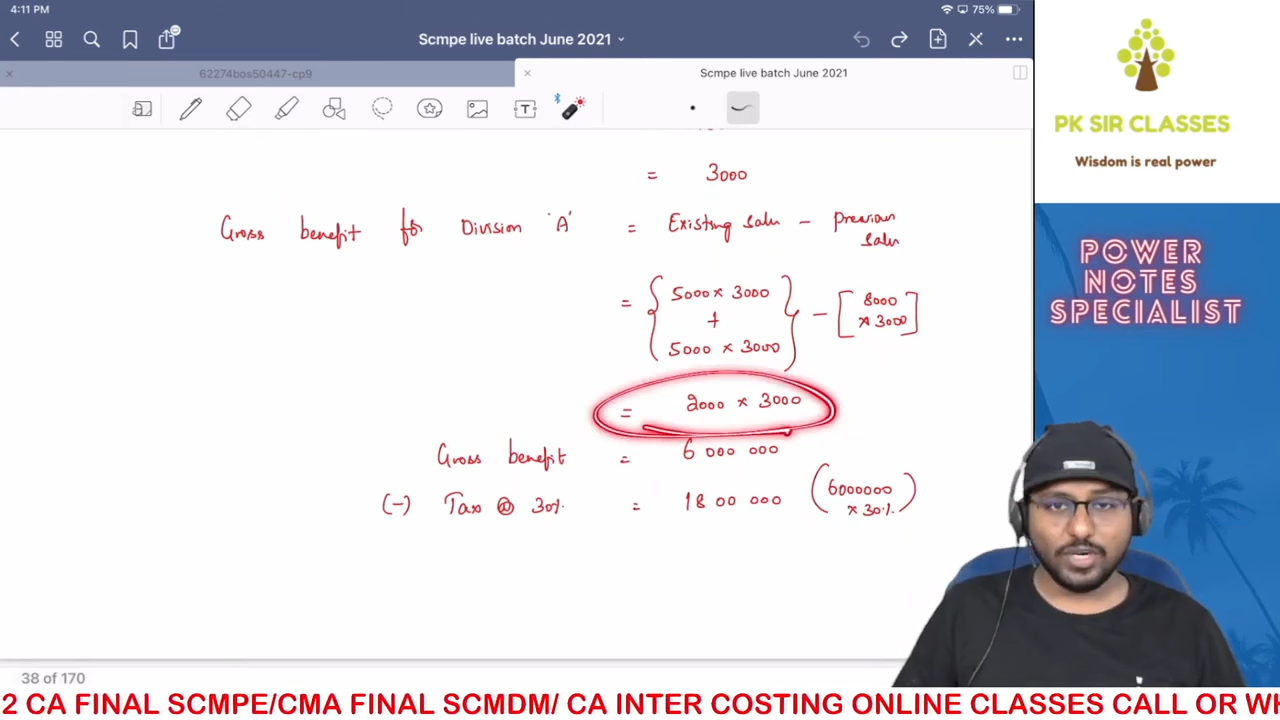 4:11 PM
75%
Scmpe live batch June 2021
62274bos50447-cp9
Scmpe live batch June 2021
PK SIR CLASSES
Wisdom is real power
POWER
NOTES
SPECIALIST
= 3000
Gross benefit for Division 'A' = Existing Sales - Previous
Sales
= { 5000 x 3000
+
5000 x 3000 } - [ 8000
x 3000 ]
= 2000 x 3000
Gross benefit = 6 000 000
(-) Tax @ 30% = 18 00 000 ( 6000000
x 30% )
38 of 170
2 CA FINAL SCMPE/CMA FINAL SCMDM/ CA INTER COSTING ONLINE CLASSES CALL OR WH